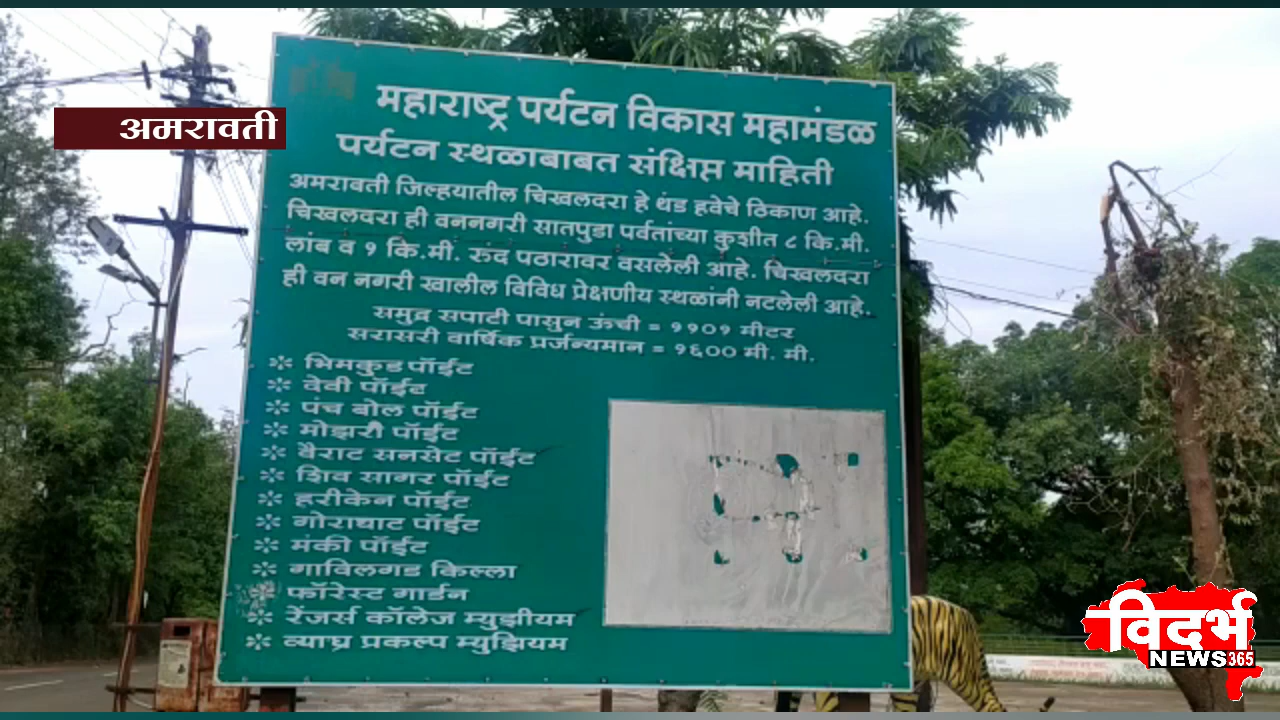 अमरावती
महाराष्ट्र पर्यटन विकास महामंडळ
पर्यटन स्थळाबाबत संक्षिप्त माहिती
अमरावती जिल्हयातील चिखलदरा हे थंड हवेचे ठिकाण आहे.
चिखलदरा ही वननगरी सातपुडा पर्वतांच्या कुशीत ८ कि.मी.
लांब व १ कि.मी. रुंद पठारावर वसलेली आहे. चिखलदरा
ही वन नगरी खालील विविध प्रेक्षणीय स्थळांनी नटलेली आहे.
समुद्र सपाटी पासुन ऊंची = ११०१ मीटर
सरासरी वार्षिक प्रर्जन्यमान = १६०० मी. मी.
❊ भिमकुड पॉईट
❊ देवी पॉईट
❊ पंच बोल पॉईट
❊ मोझरी पॉईट
❊ बैराट सनसेट पॉईट
❊ शिव सागर पॉईट
❊ हरीकेन पॉईट
❊ गोराघाट पॉईट
❊ मंकी पॉईट
❊ गाविलगड किल्ला
❊ फॉरेस्ट गार्डन
❊ रेंजर्स कॉलेज म्युझीयम
❊ व्याघ्र प्रकल्प म्युझियम
विदर्भ
NEWS 365